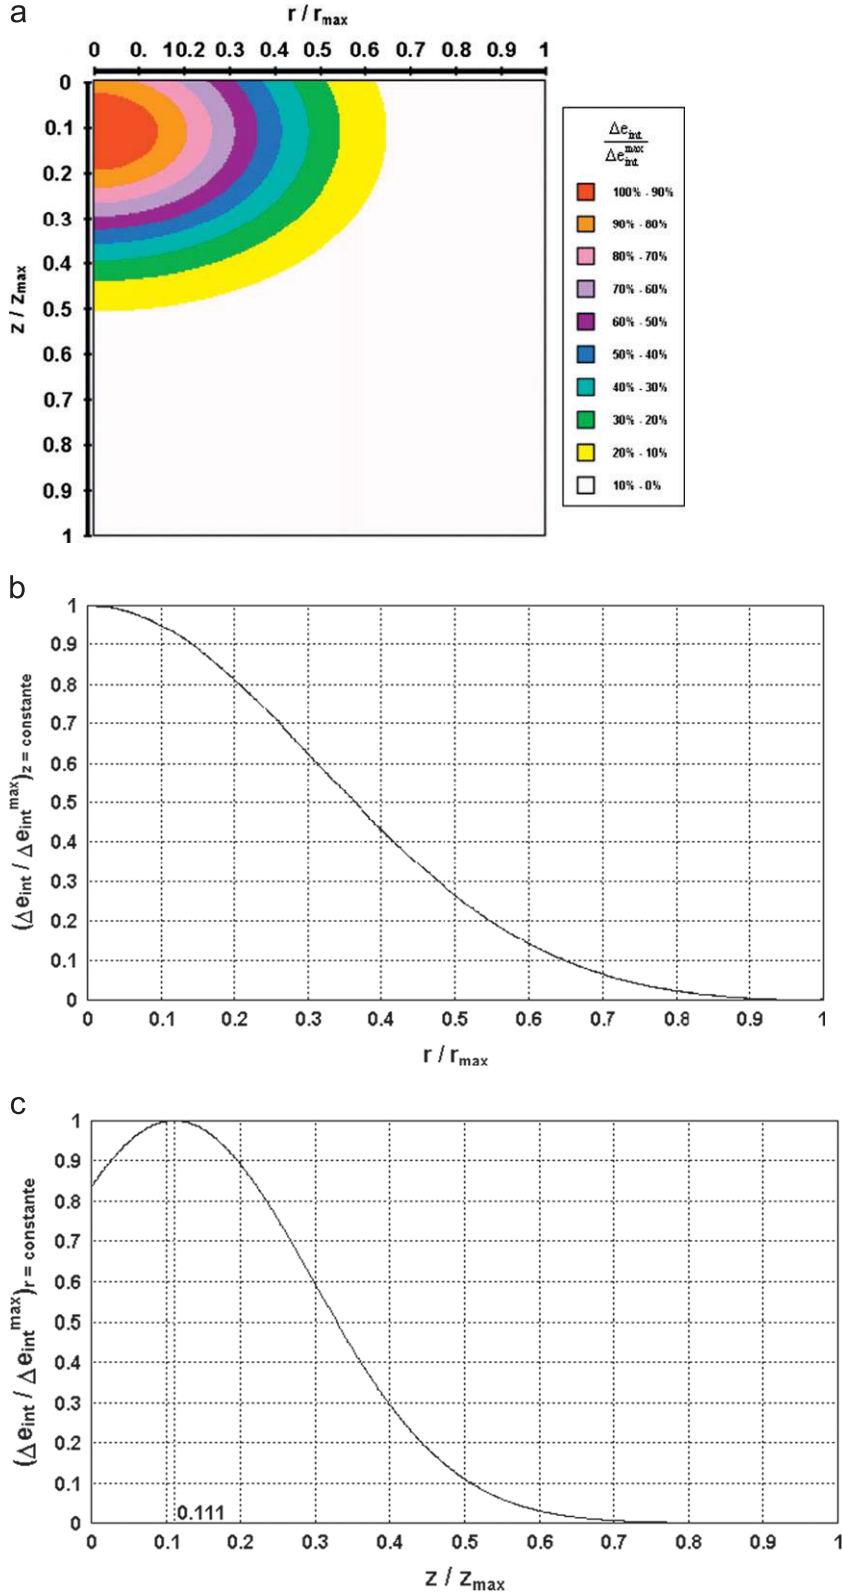 a
r / rmax
0 0. 10.2 0.3 0.4 0.5 0.6 0.7 0.8 0.9 1
0
0.1
0.2
0.3
0.4
0.5
0.6
0.7
0.8
0.9
1
z / zmax
Δeint
Δeint max
100% - 90%
90% - 80%
80% - 70%
70% - 60%
60% - 50%
50% - 40%
40% - 30%
30% - 20%
20% - 10%
10% - 0%
b
1
0.9
0.8
0.7
0.6
0.5
0.4
0.3
0.2
0.1
0
(Δeint / Δeint max)z = constante
0 0.1 0.2 0.3 0.4 0.5 0.6 0.7 0.8 0.9 1
r / rmax
c
1
0.9
0.8
0.7
0.6
0.5
0.4
0.3
0.2
0.1
0
(Δeint / Δeint max)r = constante
0.111
0 0.1 0.2 0.3 0.4 0.5 0.6 0.7 0.8 0.9 1
z / zmax